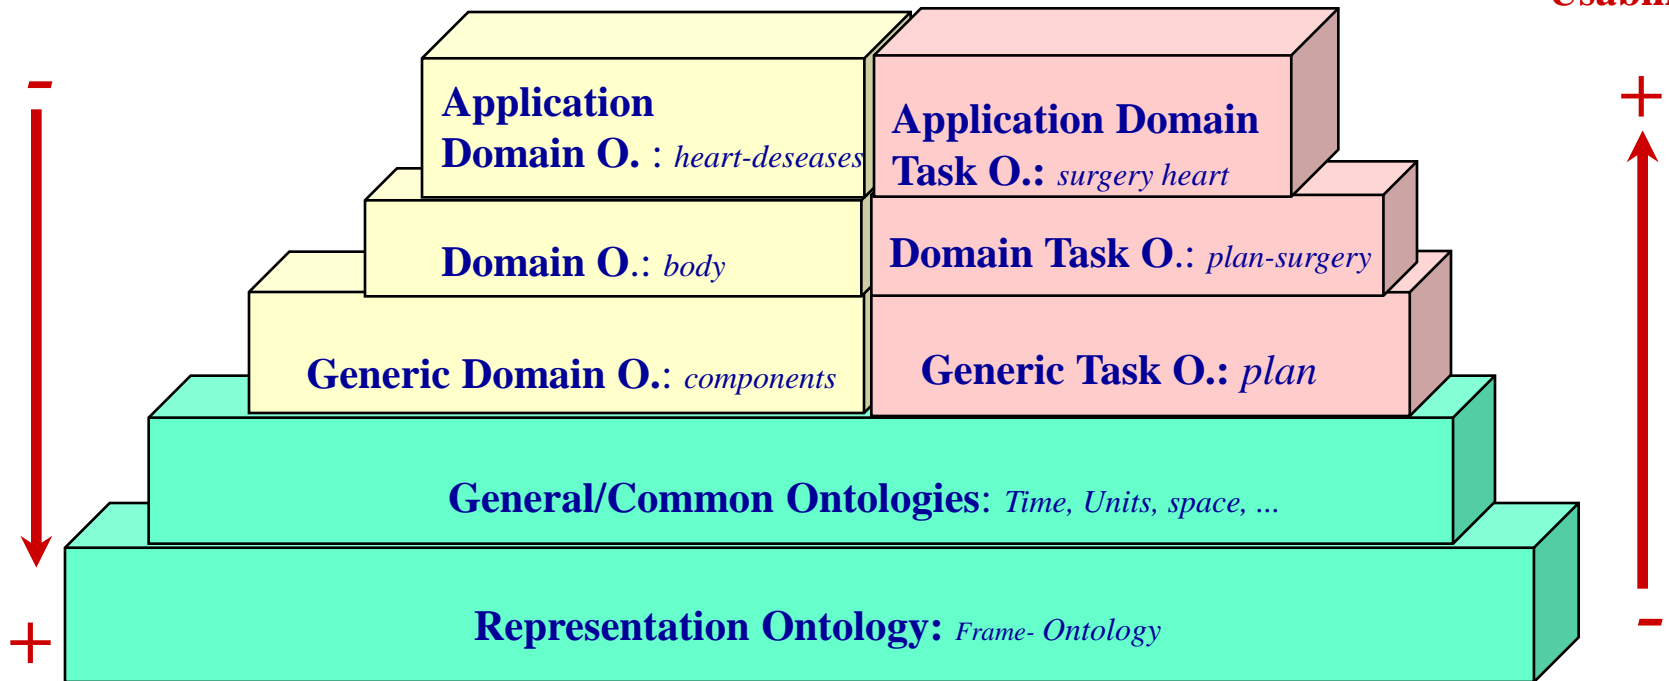 -
+
Application
Domain O. : heart-deseases
Application Domain
Task O.: surgery heart
Domain O.: body
Domain Task O.: plan-surgery
Generic Domain O.: components
Generic Task O.: plan
General/Common Ontologies: Time, Units, space, ...
Representation Ontology: Frame- Ontology
+
-